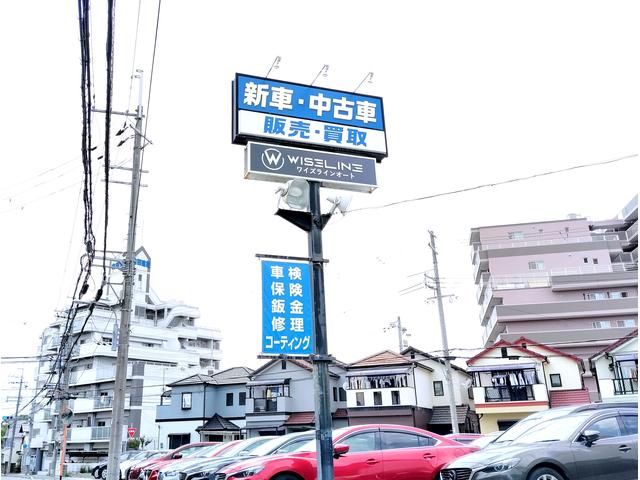 新車・中古車
販売・買取
WISELINE
ワイズラインオート
車検
保険
鈑金
修理
コーティング